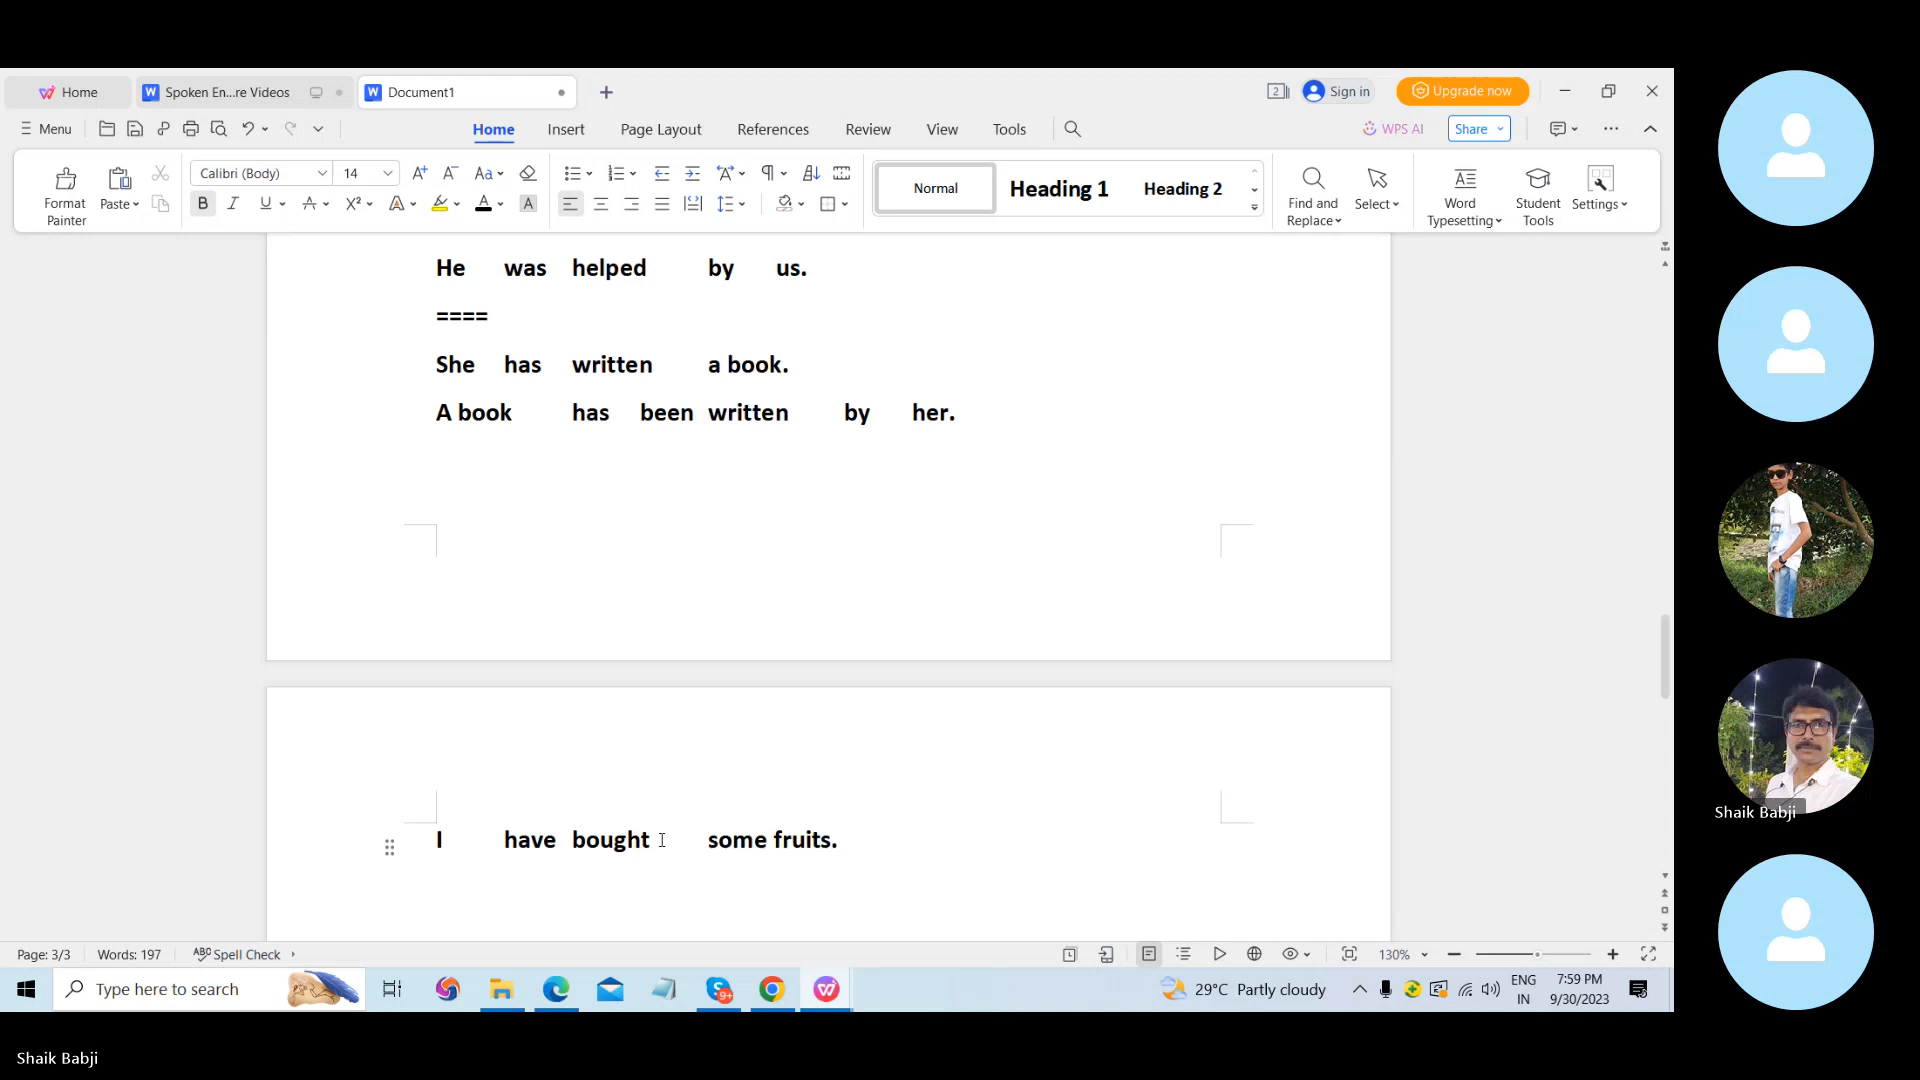 Home
Spoken En...re Videos
Document1
Sign in
Upgrade now
Menu
Home
Insert
Page Layout
References
Review
View
Tools
WPS AI
Share
Format Painter
Paste
Calibri (Body)
14
Normal
Heading 1
Heading 2
Find and Replace
Select
Word Typesetting
Student Tools
Settings
He was helped by us.
====
She has written a book.
A book has been written by her.
I have bought some fruits.
Shaik Babji
Page: 3/3
Words: 197
Spell Check
130%
Type here to search
29°C Partly cloudy
ENG
IN
7:59 PM
9/30/2023
Shaik Babji